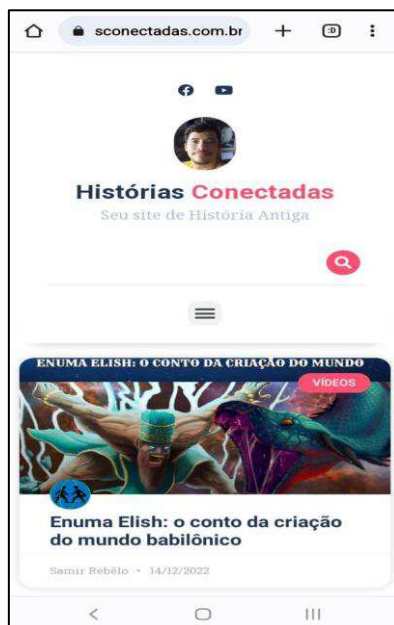 sconectadas.com.br
:D
Histórias Conectadas
Seu site de História Antiga
ENUMA ELISH: O CONTO DA CRIAÇÃO DO MUNDO
VÍDEOS
Enuma Elish: o conto da criação
do mundo babilônico
Samir Rebêlo • 14/12/2022